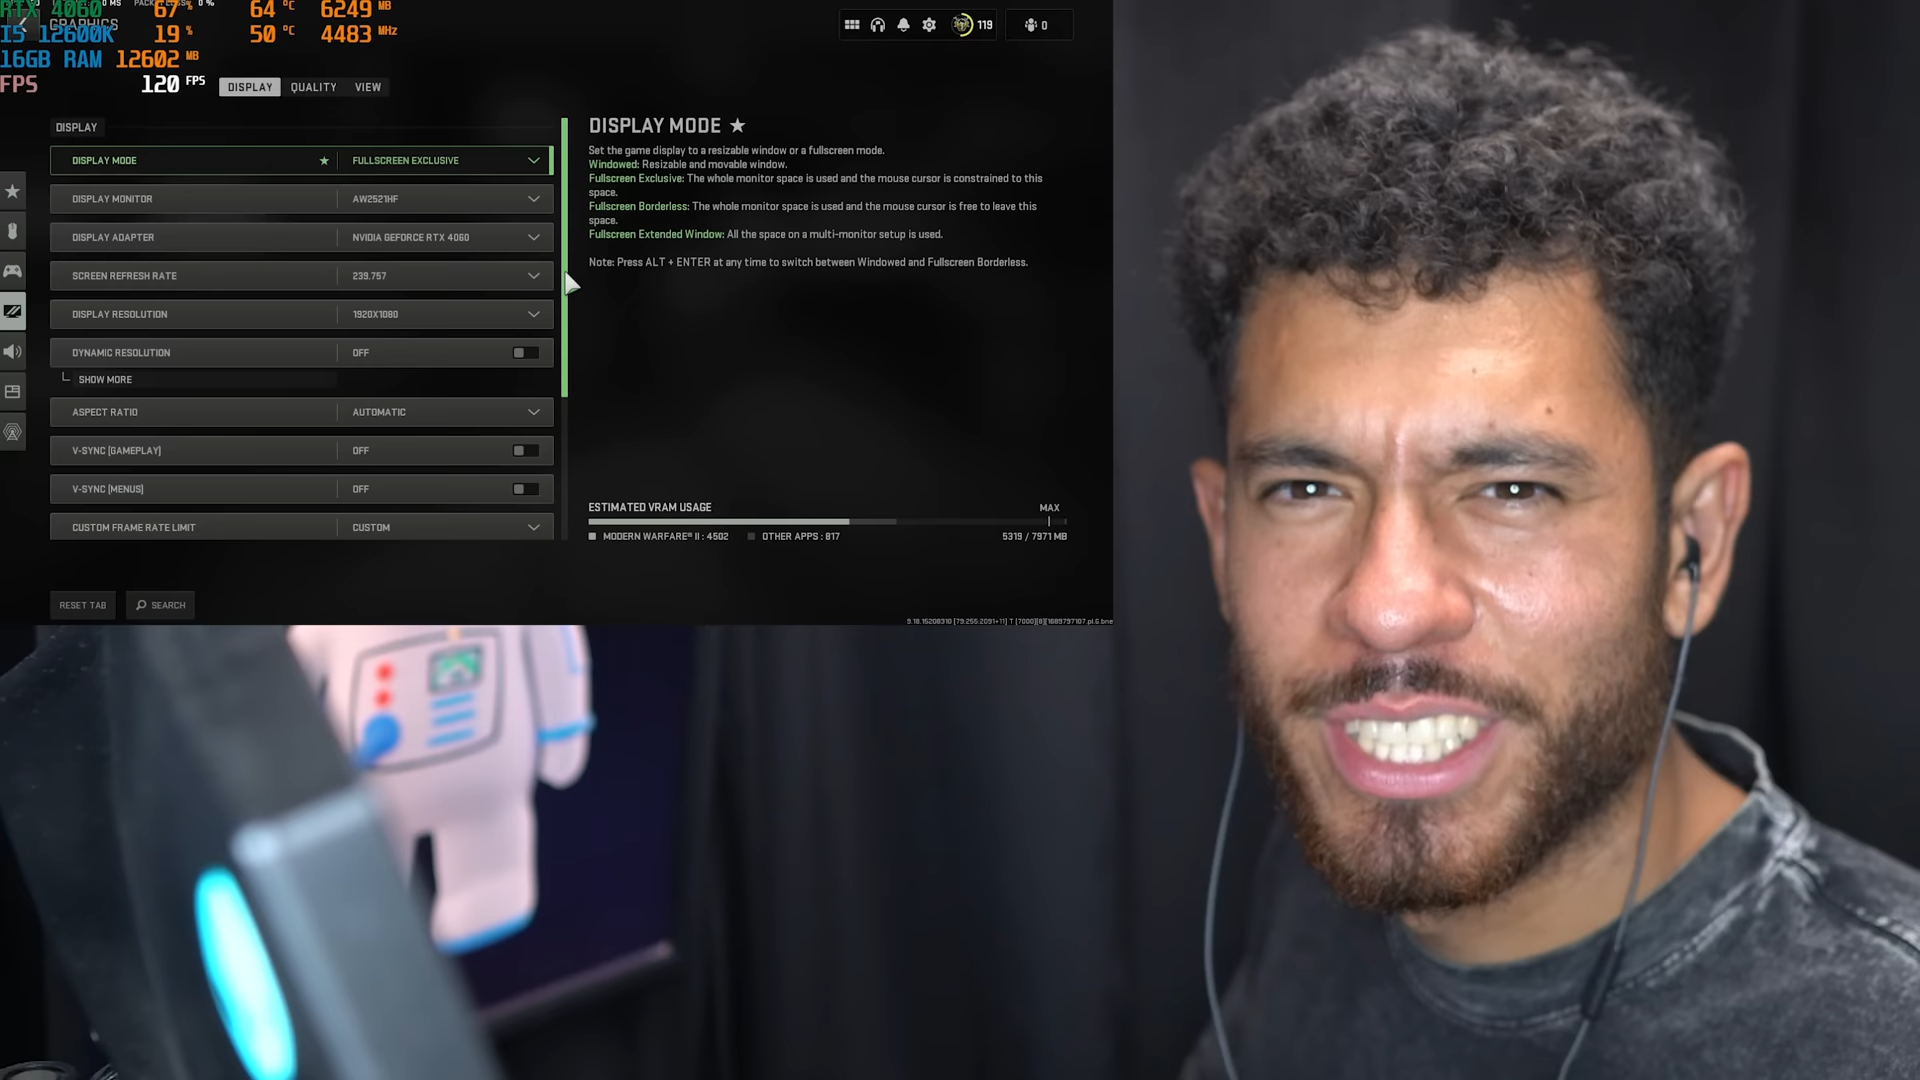 RTX 4060 67 % 64 °C 6249 MB
GRAPHICS
I5 12600K 19 % 50 °C 4483 MHz
16GB RAM 12602 MB
FPS 120 FPS
119
0
DISPLAY QUALITY VIEW
DISPLAY
DISPLAY MODE FULLSCREEN EXCLUSIVE
DISPLAY MONITOR AW2521HF
DISPLAY ADAPTER NVIDIA GEFORCE RTX 4060
SCREEN REFRESH RATE 239.757
DISPLAY RESOLUTION 1920X1080
DYNAMIC RESOLUTION OFF
SHOW MORE
ASPECT RATIO AUTOMATIC
V-SYNC (GAMEPLAY) OFF
V-SYNC (MENUS) OFF
CUSTOM FRAME RATE LIMIT CUSTOM
RESET TAB SEARCH
DISPLAY MODE
Set the game display to a resizable window or a fullscreen mode.
Windowed: Resizable and movable window.
Fullscreen Exclusive: The whole monitor space is used and the mouse cursor is constrained to this
space.
Fullscreen Borderless: The whole monitor space is used and the mouse cursor is free to leave this
space.
Fullscreen Extended Window: All the space on a multi-monitor setup is used.
Note: Press ALT + ENTER at any time to switch between Windowed and Fullscreen Borderless.
ESTIMATED VRAM USAGE MAX
MODERN WARFARE® II : 4502 OTHER APPS : 817 5319 / 7971 MB